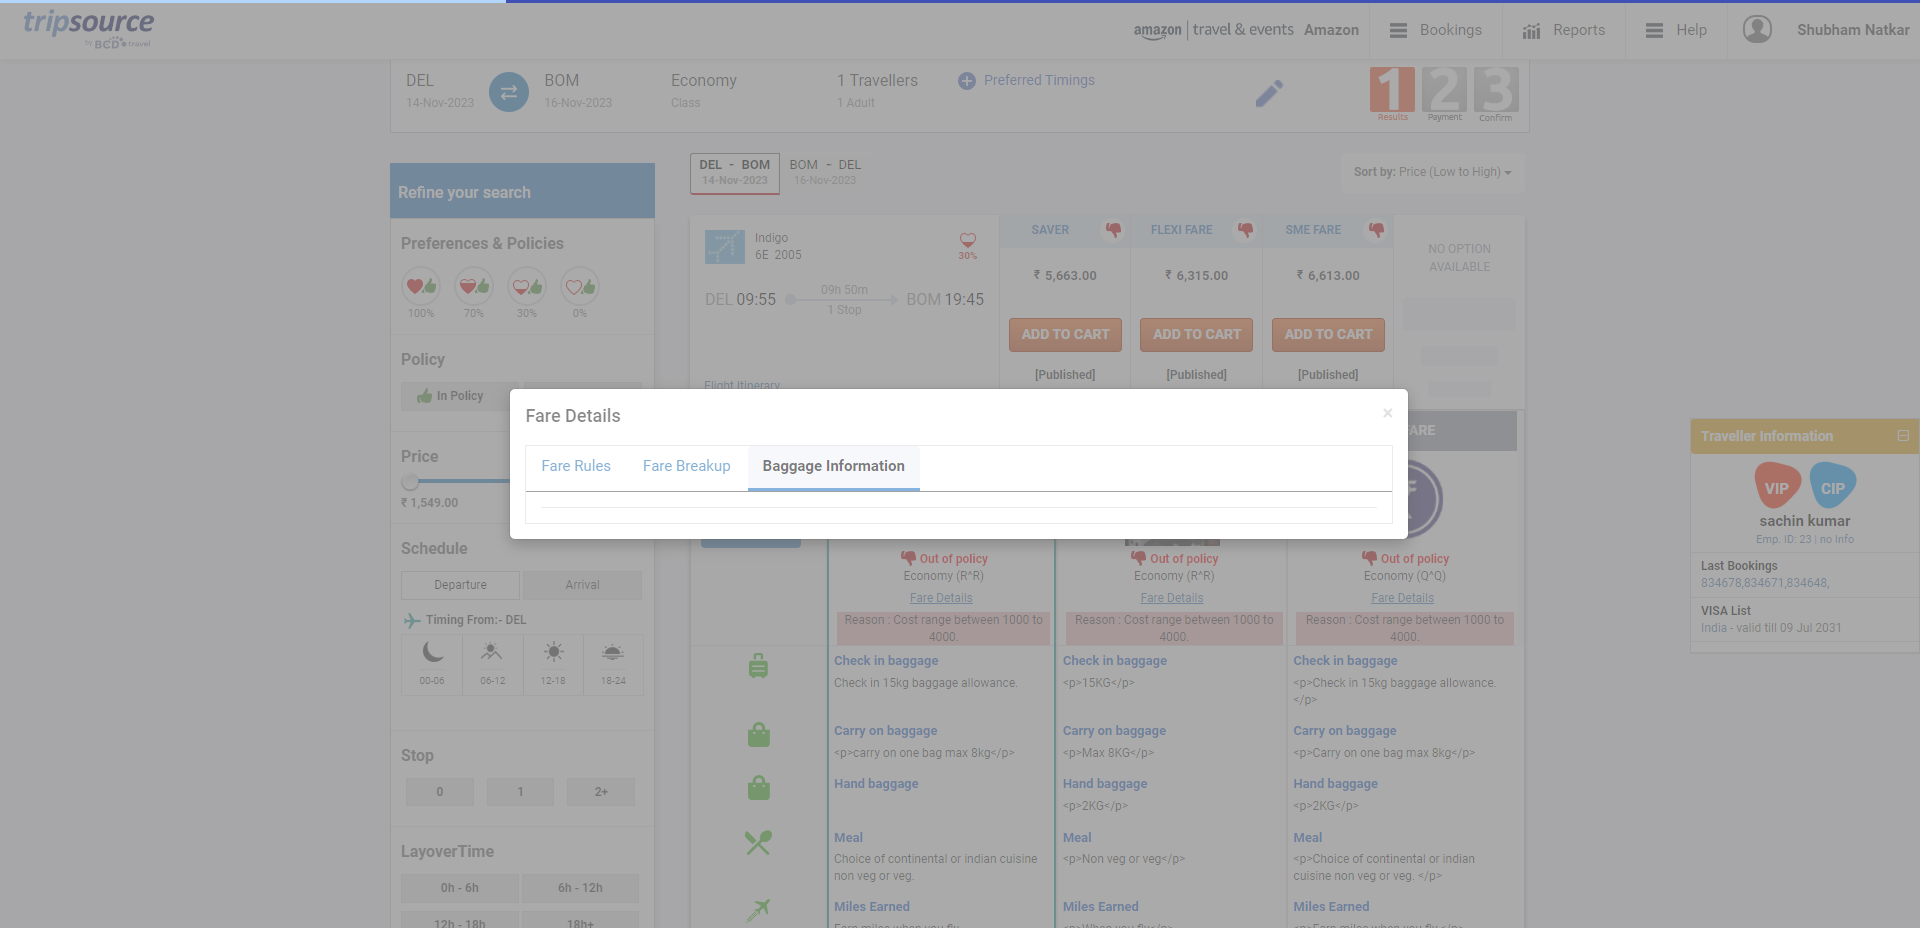 tripsource
by BCD travel
amazon travel & events Amazon
Bookings
Reports
Help
Shubham Natkar
DEL
14-Nov-2023
BOM
16-Nov-2023
Economy
Class
1 Travellers
1 Adult
Preferred Timings
1 2 3
Results Payment Confirm
DEL - BOM
14-Nov-2023
BOM - DEL
16-Nov-2023
Sort by: Price (Low to High)
Refine your search
Preferences & Policies
100% 70% 30% 0%
Policy
In Policy
Price
₹ 1,549.00
Schedule
Departure Arrival
Timing From:- DEL
00-06 06-12 12-18 18-24
Stop
0 1 2+
LayoverTime
0h - 6h 6h - 12h
12h - 18h 18h+
Indigo
6E 2005
30%
DEL 09:55
09h 50m
1 Stop
BOM 19:45
Flight Itinerary
SAVER
₹ 5,663.00
ADD TO CART
[Published]
FLEXI FARE
₹ 6,315.00
ADD TO CART
[Published]
SME FARE
₹ 6,613.00
ADD TO CART
[Published]
NO OPTION
AVAILABLE
Fare Details
×
Fare Rules Fare Breakup Baggage Information
FARE
Out of policy
Economy (R^R)
Fare Details
Reason : Cost range between 1000 to
4000.
Check in baggage
Check in 15kg baggage allowance.
Carry on baggage
<p>carry on one bag max 8kg</p>
Hand baggage
Meal
Choice of continental or indian cuisine
non veg or veg.
Miles Earned
Earn miles when you fly
Out of policy
Economy (R^R)
Fare Details
Reason : Cost range between 1000 to
4000.
Check in baggage
<p>15KG</p>
Carry on baggage
<p>Max 8KG</p>
Hand baggage
<p>2KG</p>
Meal
<p>Non veg or veg</p>
Miles Earned
<p>When you fly</p>
Out of policy
Economy (Q^Q)
Fare Details
Reason : Cost range between 1000 to
4000.
Check in baggage
<p>Check in 15kg baggage allowance.
</p>
Carry on baggage
<p>Carry on one bag max 8kg</p>
Hand baggage
<p>2KG</p>
Meal
<p>Choice of continental or indian
cuisine non veg or veg. </p>
Miles Earned
<p>Earn miles when you fly.</p>
Traveller Information
VIP CIP
sachin kumar
Emp. ID: 23 | no Info
Last Bookings
834678,834671,834648,
VISA List
India - valid till 09 Jul 2031